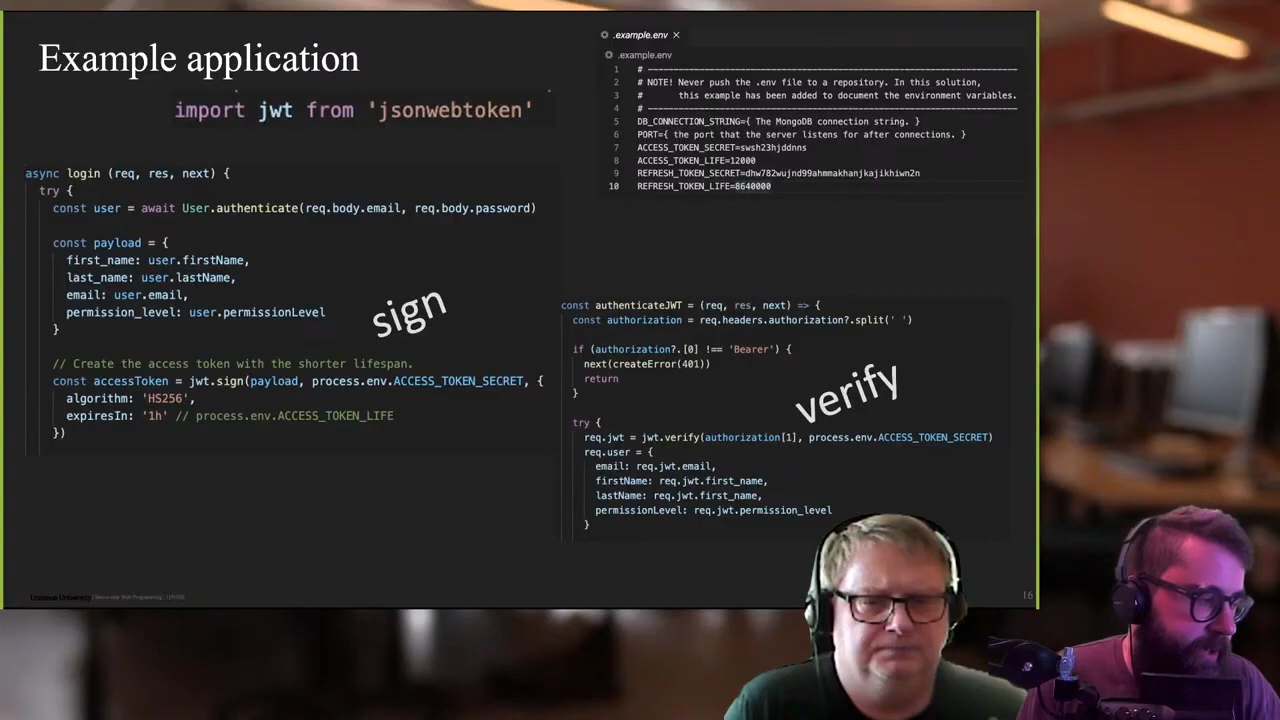 Example application
import jwt from 'jsonwebtoken'
async login (req, res, next) {
try {
const user = await User.authenticate(req.body.email, req.body.password)
const payload = {
first_name: user.firstName,
last_name: user.lastName,
email: user.email,
permission_level: user.permissionLevel
}
// Create the access token with the shorter lifespan.
const accessToken = jwt.sign(payload, process.env.ACCESS_TOKEN_SECRET, {
algorithm: 'HS256',
expiresIn: '1h' // process.env.ACCESS_TOKEN_LIFE
})
sign
.example.env ×
.example.env
1 # ----------------------------------------------------------------
2 # NOTE! Never push the .env file to a repository. In this solution,
3 # this example has been added to document the environment variables.
4 # ----------------------------------------------------------------
5 DB_CONNECTION_STRING={ The MongoDB connection string. }
6 PORT={ the port that the server listens for after connections. }
7 ACCESS_TOKEN_SECRET=swsh23hjddnns
8 ACCESS_TOKEN_LIFE=12000
9 REFRESH_TOKEN_SECRET=dhw782wujnd99ahmmakhanjkajikhiwn2n
10 REFRESH_TOKEN_LIFE=8640000
const authenticateJWT = (req, res, next) => {
const authorization = req.headers.authorization?.split(' ')
if (authorization?.[0] !== 'Bearer') {
next(createError(401))
return
}
try {
req.jwt = jwt.verify(authorization[1], process.env.ACCESS_TOKEN_SECRET)
req.user = {
email: req.jwt.email,
firstName: req.jwt.first_name,
lastName: req.jwt.first_name,
permissionLevel: req.jwt.permission_level
}
verify
Linnaeus University
16